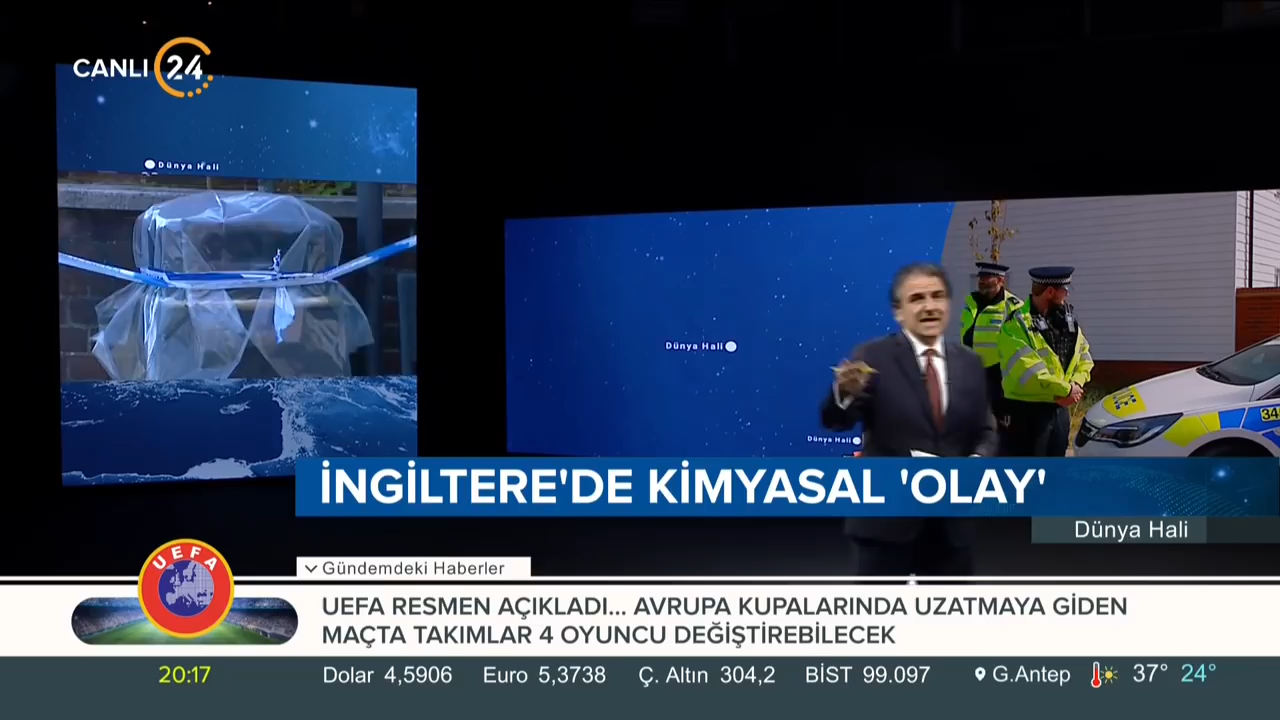 CANLI 24
Dünya Hali
Dünya Hali
Dünya Hali
34
İNGİLTERE'DE KİMYASAL 'OLAY'
Dünya Hali
UEFA
Gündemdeki Haberler
UEFA RESMEN AÇIKLADI... AVRUPA KUPALARINDA UZATMAYA GİDEN
MAÇTA TAKIMLAR 4 OYUNCU DEĞİŞTİREBİLECEK
20:17 Dolar 4,5906 Euro 5,3738 Ç. Altın 304,2 BİST 99.097 G.Antep 37° 24°